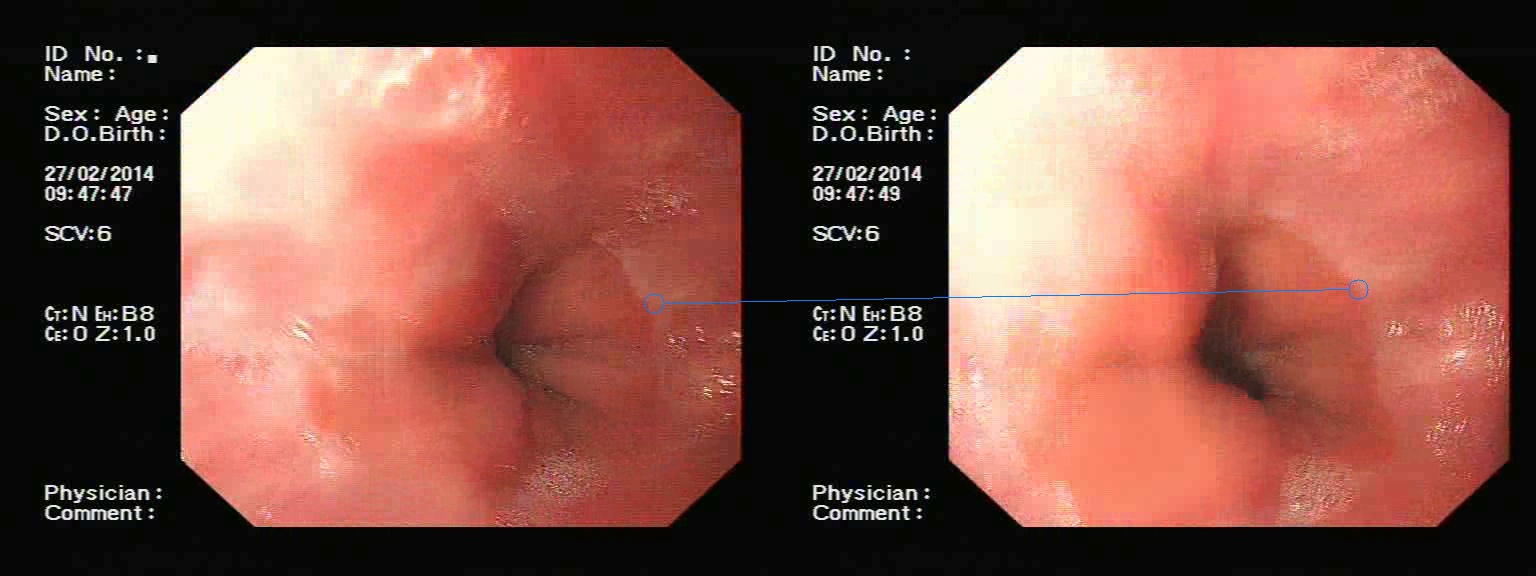 ID No. :
Name:
Sex: Age:
D.O.Birth:
27/02/2014
09:47:47
SCV:6
CT:N EH:B8
CE:0 Z:1.0
Physician:
Comment:
ID No. :
Name:
Sex: Age:
D.O.Birth:
27/02/2014
09:47:49
SCV:6
CT:N EH:B8
CE:0 Z:1.0
Physician:
Comment: